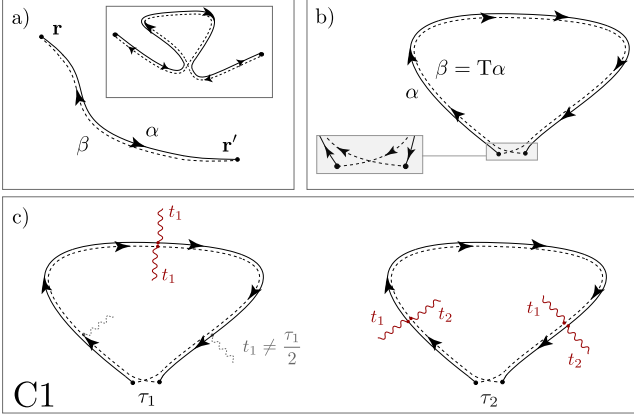 a)
r
α
β
r′
b)
β = Tα
α
c)
t₁
t₁
t₁ ≠ τ₁/2
τ₁
t₁
t₂
t₁
t₂
τ₂
C1